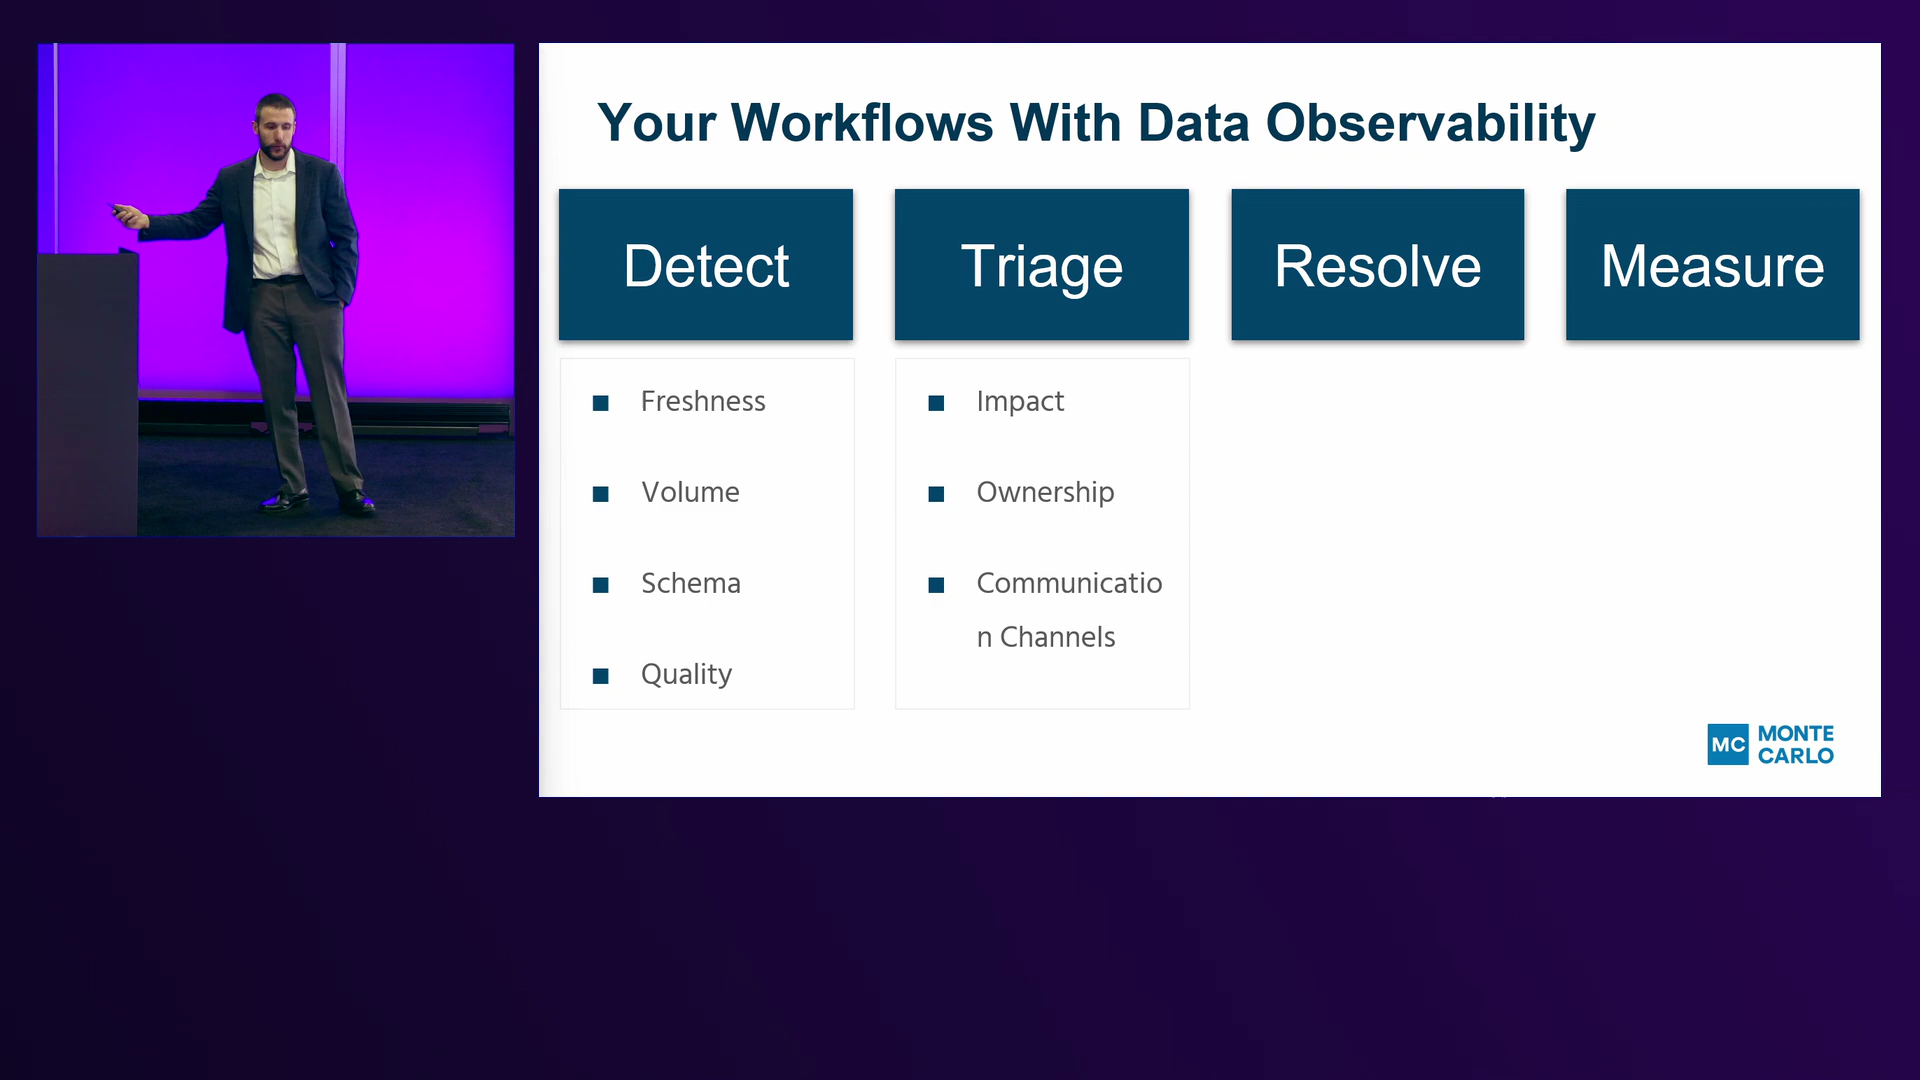 Your Workflows With Data Observability
Detect
Triage
Resolve
Measure
■ Freshness
■ Volume
■ Schema
■ Quality
■ Impact
■ Ownership
■ Communicatio
n Channels
MC
MONTE
CARLO